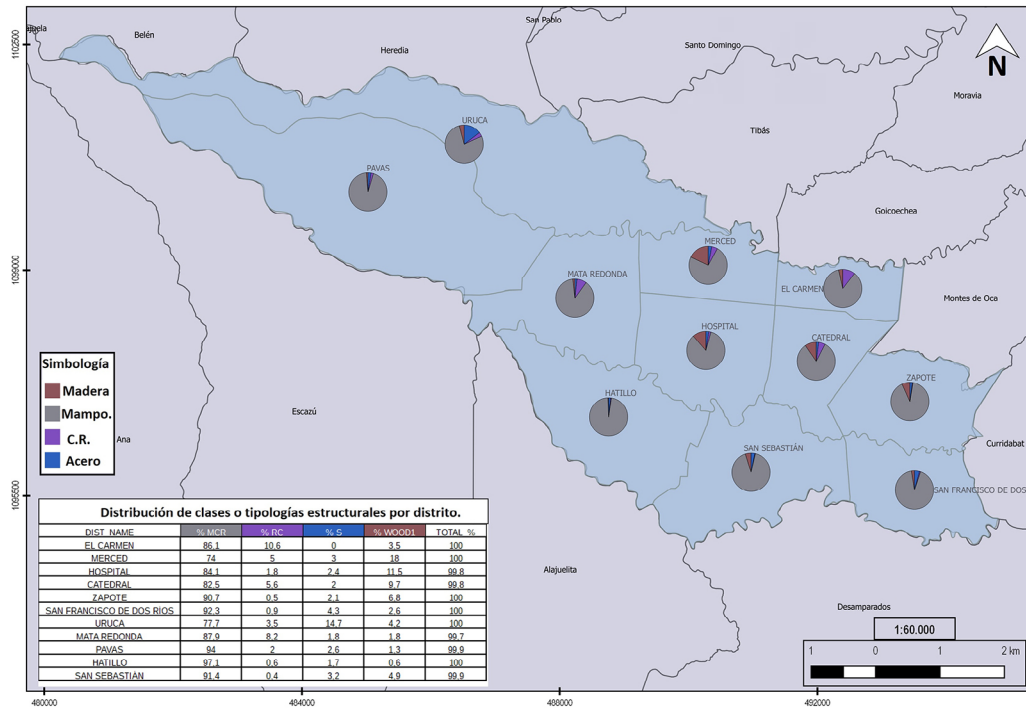 San Pablo
Belén
Heredia
Santo Domingo
N
Moravia
Tibás
URUCA
PAVAS
Goicoechea
MERCED
MATA REDONDA
EL CARMEN
Montes de Oca
HOSPITAL
CATEDRAL
ZAPOTE
HATILLO
Escazú
Ana
Curridabat
SAN SEBASTIÁN
SAN FRANCISCO DE DOS
Simbología
Madera
Mampo.
C.R.
Acero
Distribución de clases o tipologías estructurales por distrito.
DIST_NAME % MCR % RC % S % WOOD1 TOTAL_%
EL CARMEN 86,1 10,6 0 3,5 100
MERCED 74 5 3 18 100
HOSPITAL 84,1 1,8 2,4 11,5 99,8
CATEDRAL 82,5 5,6 2 9,7 99,8
ZAPOTE 90,7 0,5 2,1 6,8 100
SAN FRANCISCO DE DOS RÍOS 92,3 0,9 4,3 2,6 100
URUCA 77,7 3,5 14,7 4,2 100
MATA REDONDA 87,9 8,2 1,8 1,8 99,7
PAVAS 94 2 2,6 1,3 99,9
HATILLO 97,1 0,6 1,7 0,6 100
SAN SEBASTIÁN 91,4 0,4 3,2 4,9 99,9
Alajuelita
Desamparados
1:60,000
1 0 1 2 km
1102500
1099000
1095500
480000 484000 488000 492000